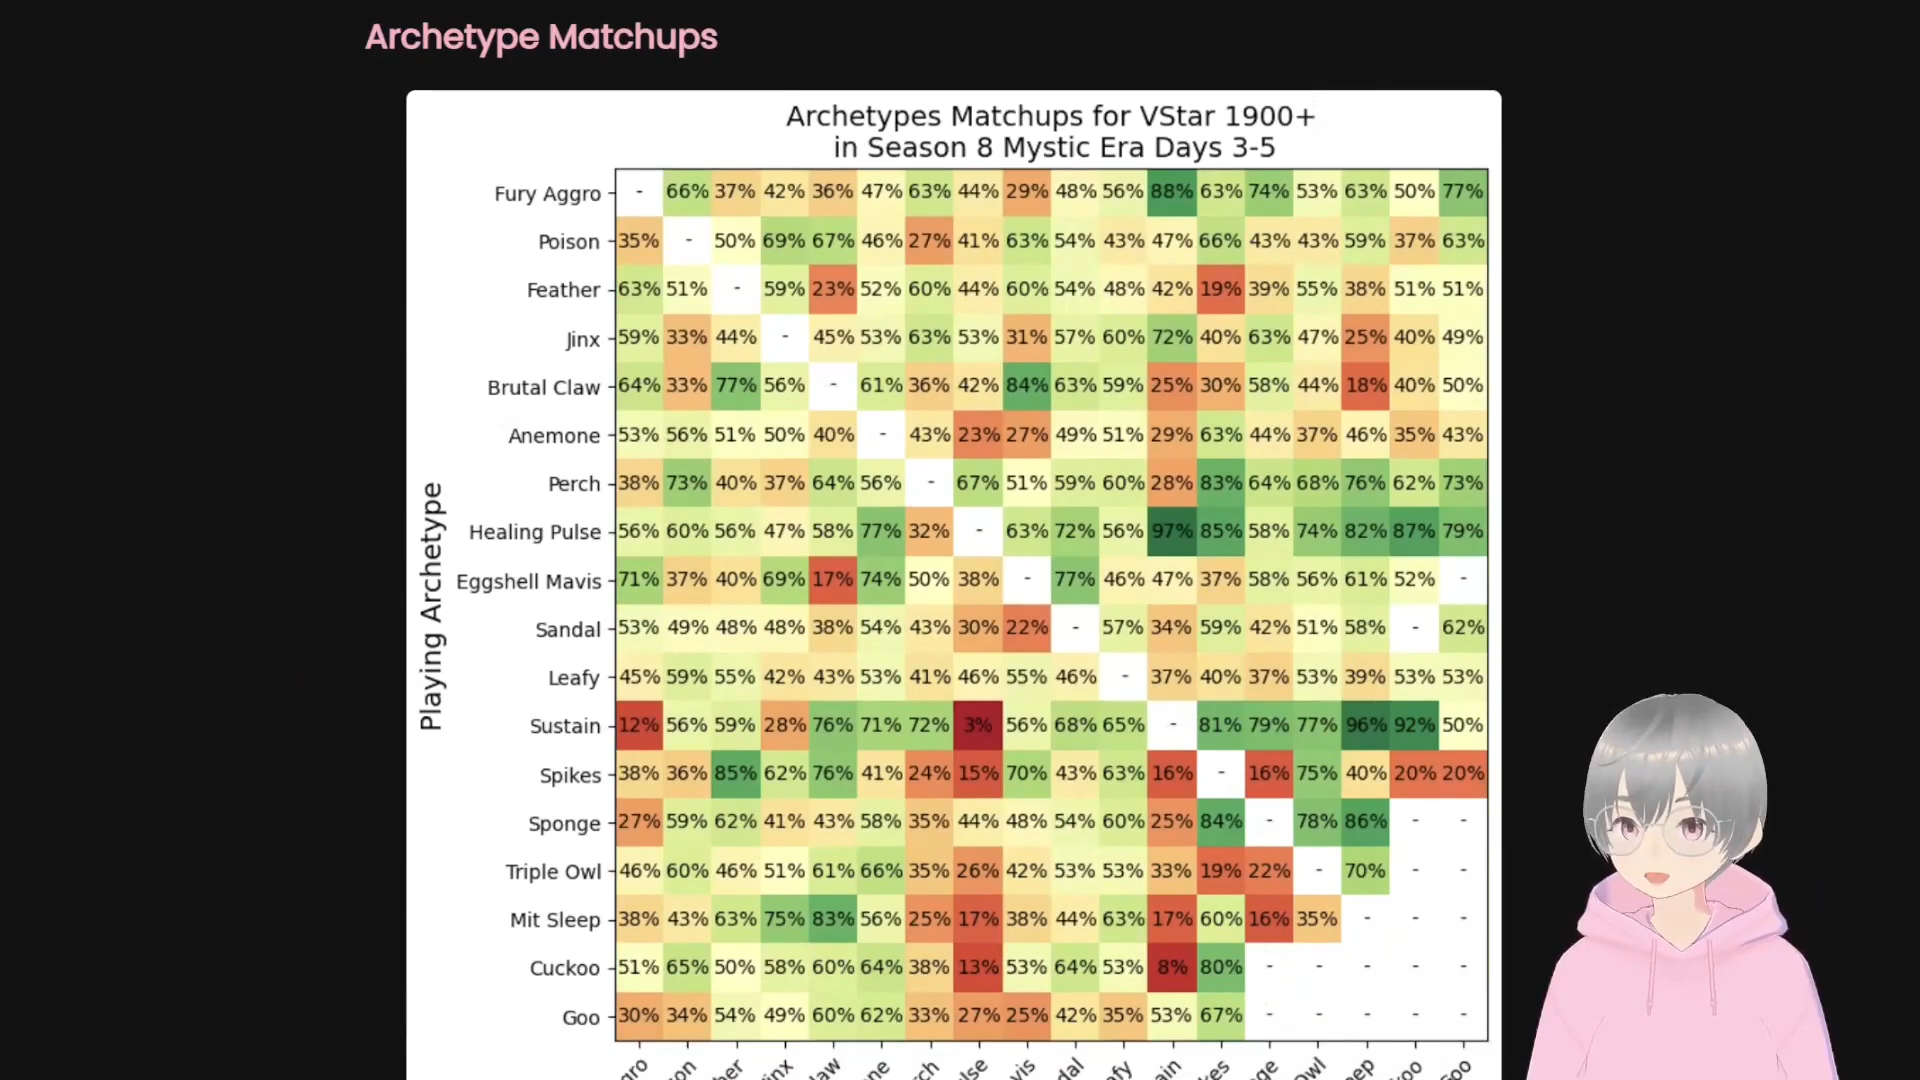 Archetype Matchups
Archetypes Matchups for VStar 1900+
in Season 8 Mystic Era Days 3-5
Playing Archetype
Fury Aggro - 66% 37% 42% 36% 47% 63% 44% 29% 48% 56% 88% 63% 74% 53% 63% 50% 77%
Poison 35% - 50% 69% 67% 46% 27% 41% 63% 54% 43% 47% 66% 43% 43% 59% 37% 63%
Feather 63% 51% - 59% 23% 52% 60% 44% 60% 54% 48% 42% 19% 39% 55% 38% 51% 51%
Jinx 59% 33% 44% - 45% 53% 63% 53% 31% 57% 60% 72% 40% 63% 47% 25% 40% 49%
Brutal Claw 64% 33% 77% 56% - 61% 36% 42% 84% 63% 59% 25% 30% 58% 44% 18% 40% 50%
Anemone 53% 56% 51% 50% 40% - 43% 23% 27% 49% 51% 29% 63% 44% 37% 46% 35% 43%
Perch 38% 73% 40% 37% 64% 56% - 67% 51% 59% 60% 28% 83% 64% 68% 76% 62% 73%
Healing Pulse 56% 60% 56% 47% 58% 77% 32% - 63% 72% 56% 97% 85% 58% 74% 82% 87% 79%
Eggshell Mavis 71% 37% 40% 69% 17% 74% 50% 38% - 77% 46% 47% 37% 58% 56% 61% 52% -
Sandal 53% 49% 48% 48% 38% 54% 43% 30% 22% - 57% 34% 59% 42% 51% 58% - 62%
Leafy 45% 59% 55% 42% 43% 53% 41% 46% 55% 46% - 37% 40% 37% 53% 39% 53% 53%
Sustain 12% 56% 59% 28% 76% 71% 72% 3% 56% 68% 65% - 81% 79% 77% 96% 92% 50%
Spikes 38% 36% 85% 62% 76% 41% 24% 15% 70% 43% 63% 16% - 16% 75% 40% 20% 20%
Sponge 27% 59% 62% 41% 43% 58% 35% 44% 48% 54% 60% 25% 84% - 78% 86% - -
Triple Owl 46% 60% 46% 51% 61% 66% 35% 26% 42% 53% 53% 33% 19% 22% - 70% - -
Mit Sleep 38% 43% 63% 75% 83% 56% 25% 17% 38% 44% 63% 17% 60% 16% 35% - - -
Cuckoo 51% 65% 50% 58% 60% 64% 38% 13% 53% 64% 53% 8% 80% - - - - -
Goo 30% 34% 54% 49% 60% 62% 33% 27% 25% 42% 35% 53% 67% - - - - -